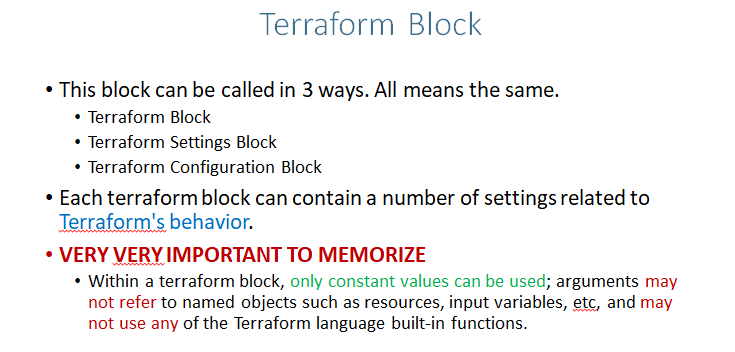 Terraform Block
• This block can be called in 3 ways. All means the same.
• Terraform Block
• Terraform Settings Block
• Terraform Configuration Block
• Each terraform block can contain a number of settings related to
Terraform's behavior.
• VERY VERY IMPORTANT TO MEMORIZE
• Within a terraform block, only constant values can be used; arguments may
not refer to named objects such as resources, input variables, etc, and may
not use any of the Terraform language built-in functions.